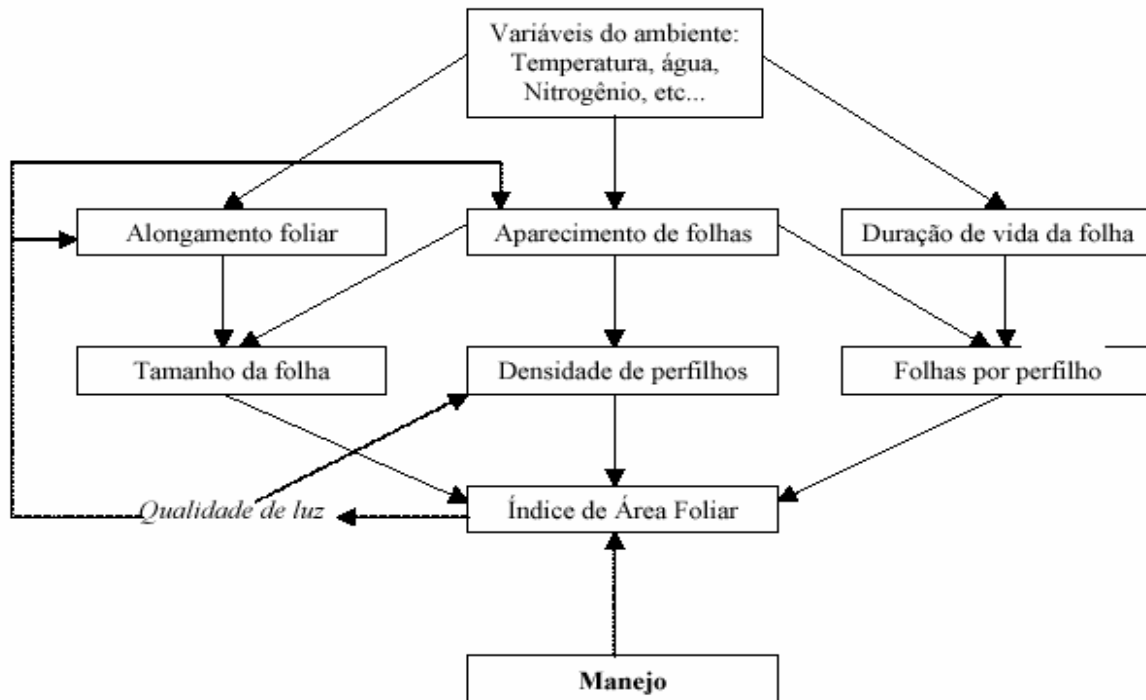 Variáveis do ambiente:
Temperatura, água,
Nitrogênio, etc...
Alongamento foliar
Aparecimento de folhas
Duração de vida da folha
Tamanho da folha
Densidade de perfilhos
Folhas por perfilho
Qualidade de luz
Índice de Área Foliar
Manejo